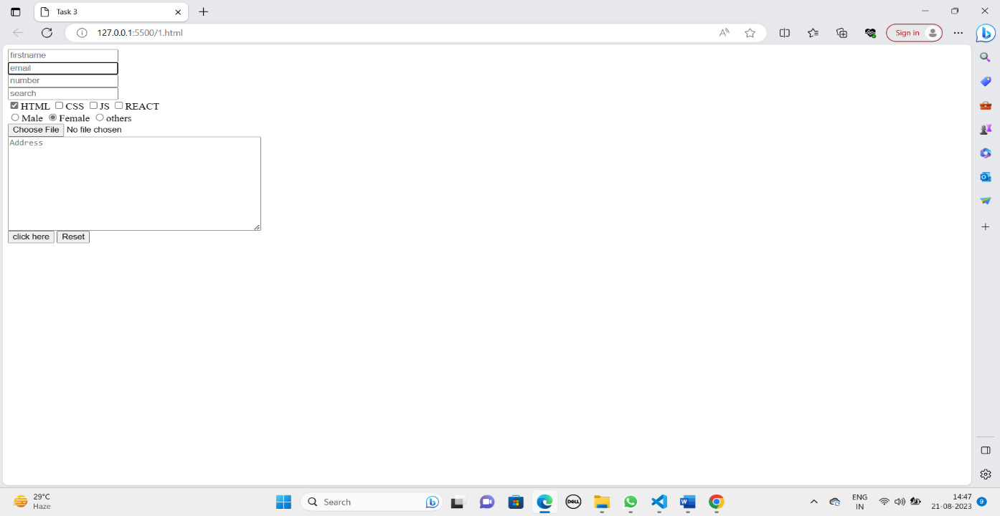 Task 3
127.0.0.1:5500/1.html
Sign in
firstname
email
number
search
HTML CSS JS REACT
Male Female others
Choose File No file chosen
Address
click here Reset
29°C
Haze
Search
DELL
W
ENG
IN
14:47
21-08-2023
9